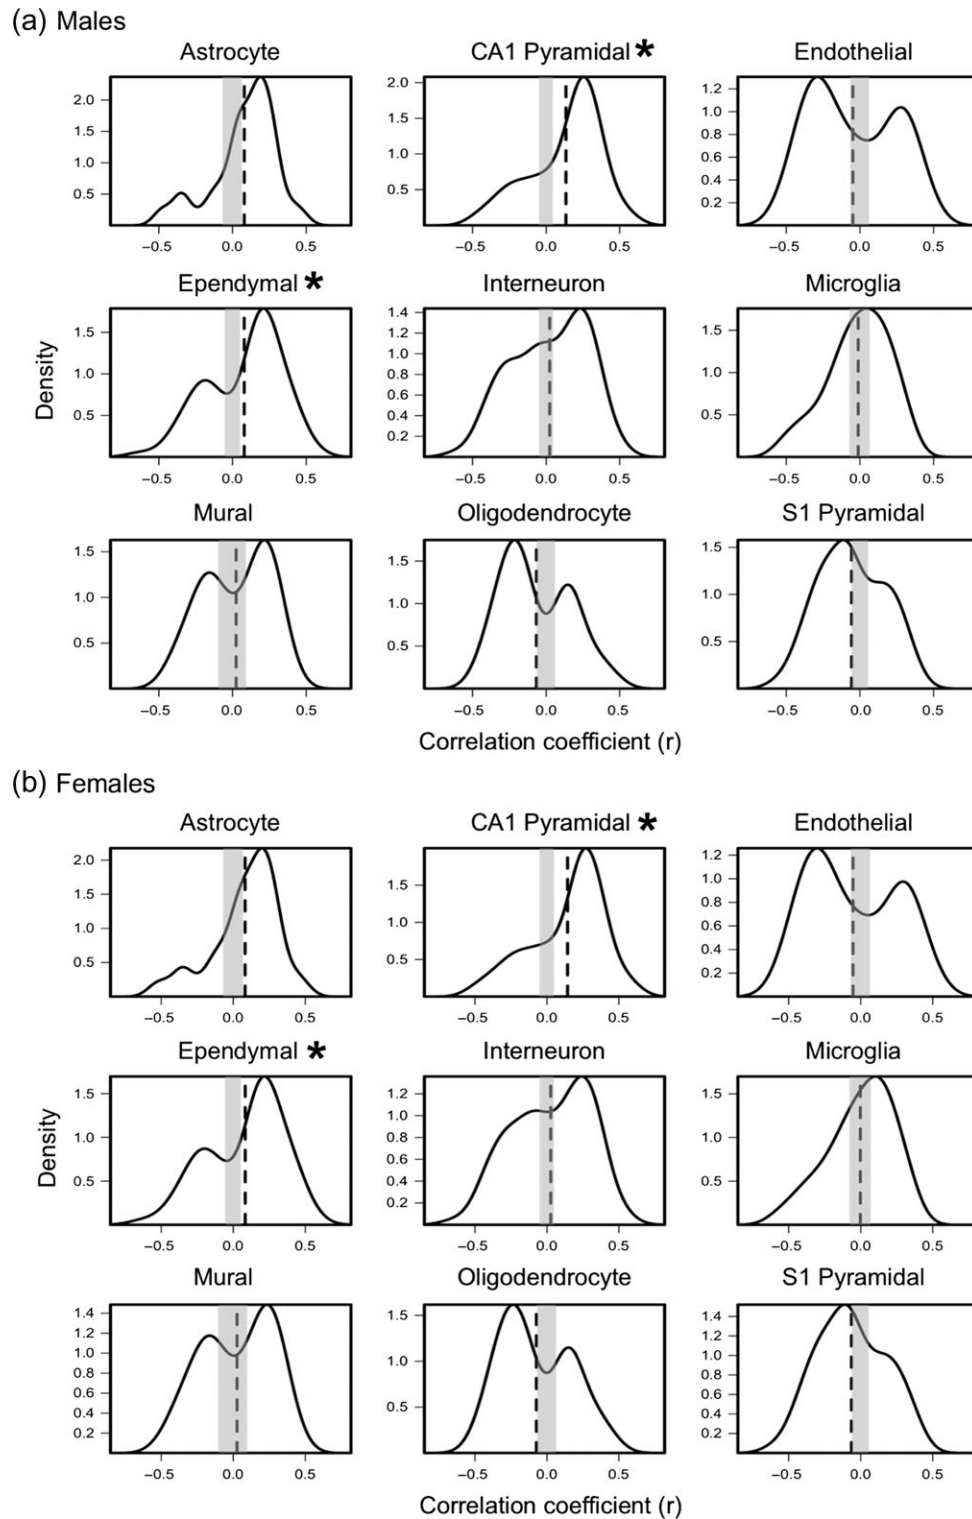 (a) Males
Astrocyte
CA1 Pyramidal *
Endothelial
2.0
1.5
1.0
0.5
−0.5 0.0 0.5
2.0
1.5
1.0
0.5
−0.5 0.0 0.5
1.2
1.0
0.8
0.6
0.4
0.2
−0.5 0.0 0.5
Ependymal *
Interneuron
Microglia
Density
1.5
1.0
0.5
−0.5 0.0 0.5
1.4
1.2
1.0
0.8
0.6
0.4
0.2
−0.5 0.0 0.5
1.5
1.0
0.5
−0.5 0.0 0.5
Mural
Oligodendrocyte
S1 Pyramidal
1.5
1.0
0.5
−0.5 0.0 0.5
1.5
1.0
0.5
−0.5 0.0 0.5
1.5
1.0
0.5
−0.5 0.0 0.5
Correlation coefficient (r)
(b) Females
Astrocyte
CA1 Pyramidal *
Endothelial
2.0
1.5
1.0
0.5
−0.5 0.0 0.5
1.5
1.0
0.5
−0.5 0.0 0.5
1.2
1.0
0.8
0.6
0.4
0.2
−0.5 0.0 0.5
Ependymal *
Interneuron
Microglia
Density
1.5
1.0
0.5
−0.5 0.0 0.5
1.2
1.0
0.8
0.6
0.4
0.2
−0.5 0.0 0.5
1.5
1.0
0.5
−0.5 0.0 0.5
Mural
Oligodendrocyte
S1 Pyramidal
1.4
1.2
1.0
0.8
0.6
0.4
0.2
−0.5 0.0 0.5
1.5
1.0
0.5
−0.5 0.0 0.5
1.4
1.2
1.0
0.8
0.6
0.4
0.2
−0.5 0.0 0.5
Correlation coefficient (r)